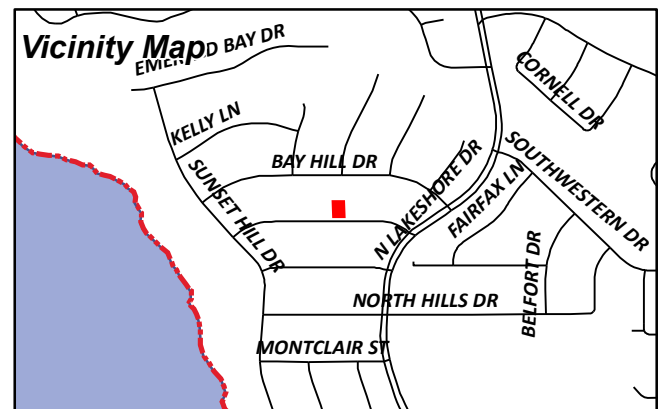 Vicinity Map
BAY DR
CORNELL DR
KELLY LN
SOUTHWESTERN DR
BAY HILL DR
N LAKESHORE DR
FAIRFAX LN
SUNSET HILL DR
BELFORT DR
NORTH HILLS DR
MONTCLAIR ST